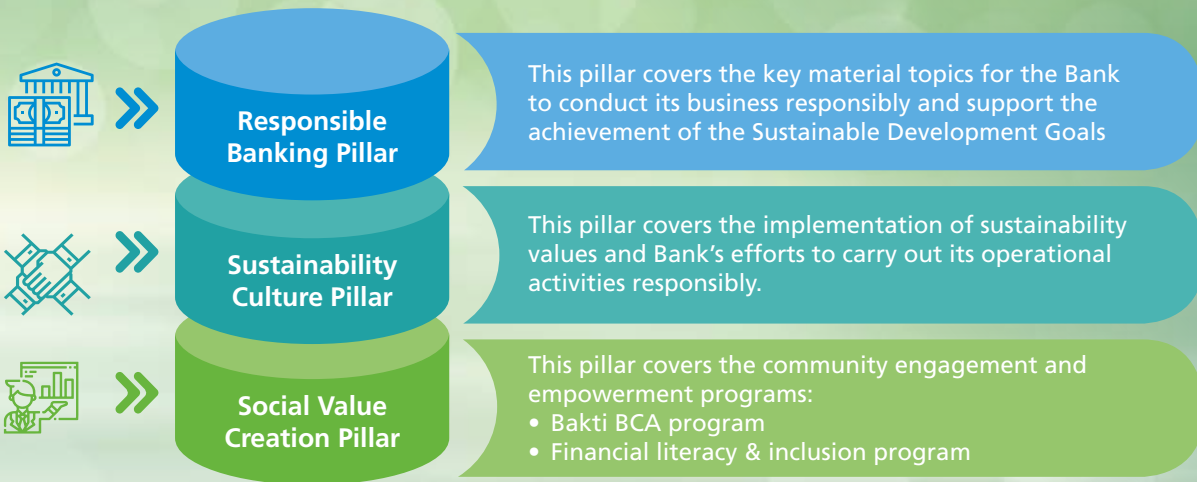 Responsible
Banking Pillar
This pillar covers the key material topics for the Bank
to conduct its business responsibly and support the
achievement of the Sustainable Development Goals
Sustainability
Culture Pillar
This pillar covers the implementation of sustainability
values and Bank’s efforts to carry out its operational
activities responsibly.
Social Value
Creation Pillar
This pillar covers the community engagement and
empowerment programs:
• Bakti BCA program
• Financial literacy & inclusion program